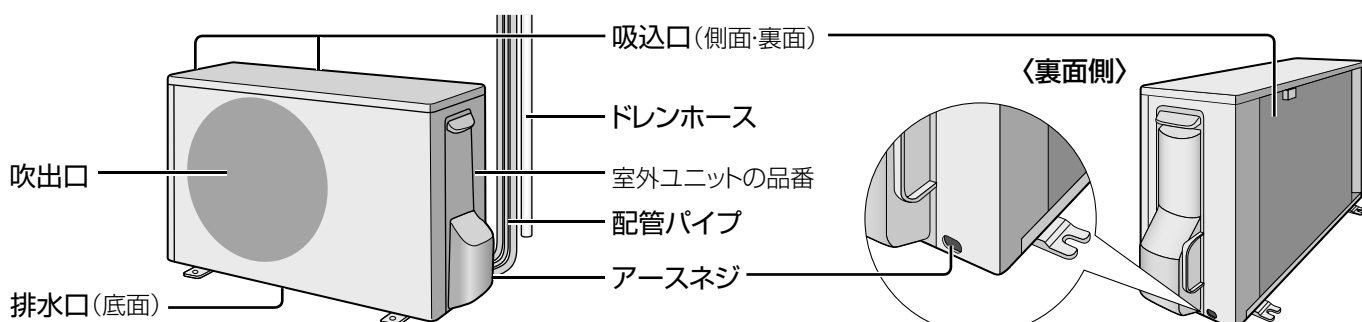 吸込口(側面・裏面)
〈裏面側〉
ドレンホース
吹出口
室外ユニットの品番
配管パイプ
アースネジ
排水口(底面)